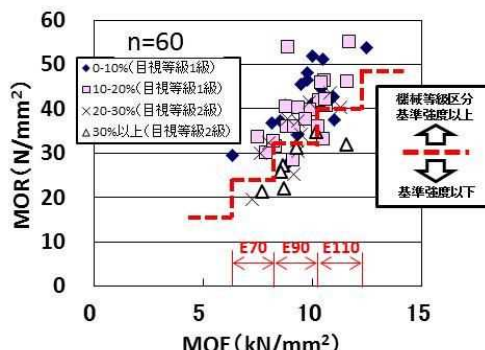 n=60
MOR(N/mm²)
60
50
40
30
20
10
0
0-10%(目視等級1級)
10-20%(目視等級1級)
20-30%(目視等級2級)
30%以上(目視等級2級)
機械等級区分
基準強度以上
基準強度以下
E70 E90 E110
0 5 10 15
MOE(kN/mm²)